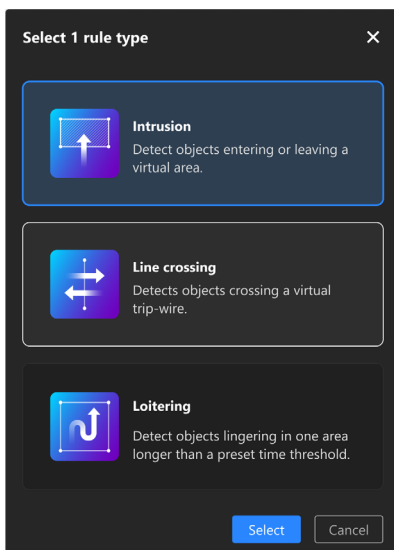 Select 1 rule type
Intrusion
Detect objects entering or leaving a
virtual area.
Line crossing
Detects objects crossing a virtual
trip-wire.
Loitering
Detect objects lingering in one area
longer than a preset time threshold.
Select
Cancel